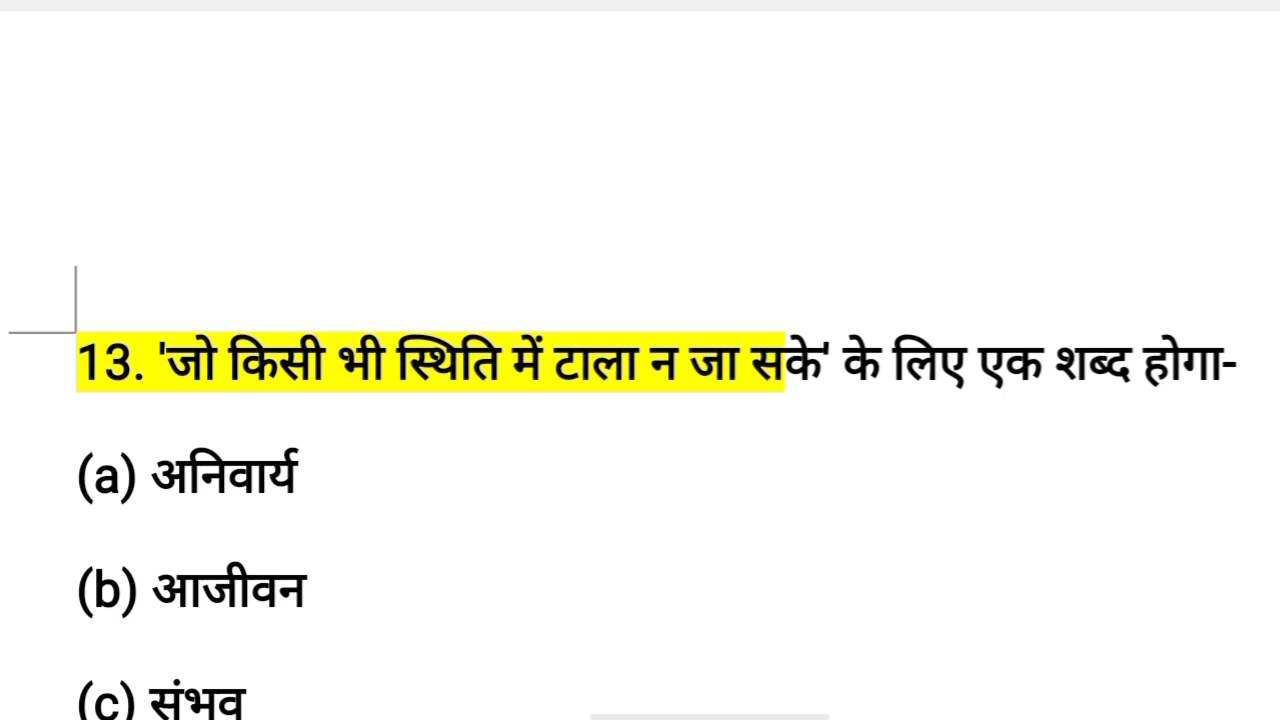 13. 'जो किसी भी स्थिति में टाला न जा सके' के लिए एक शब्द होगा-
(a) अनिवार्य
(b) आजीवन
(c) संभव